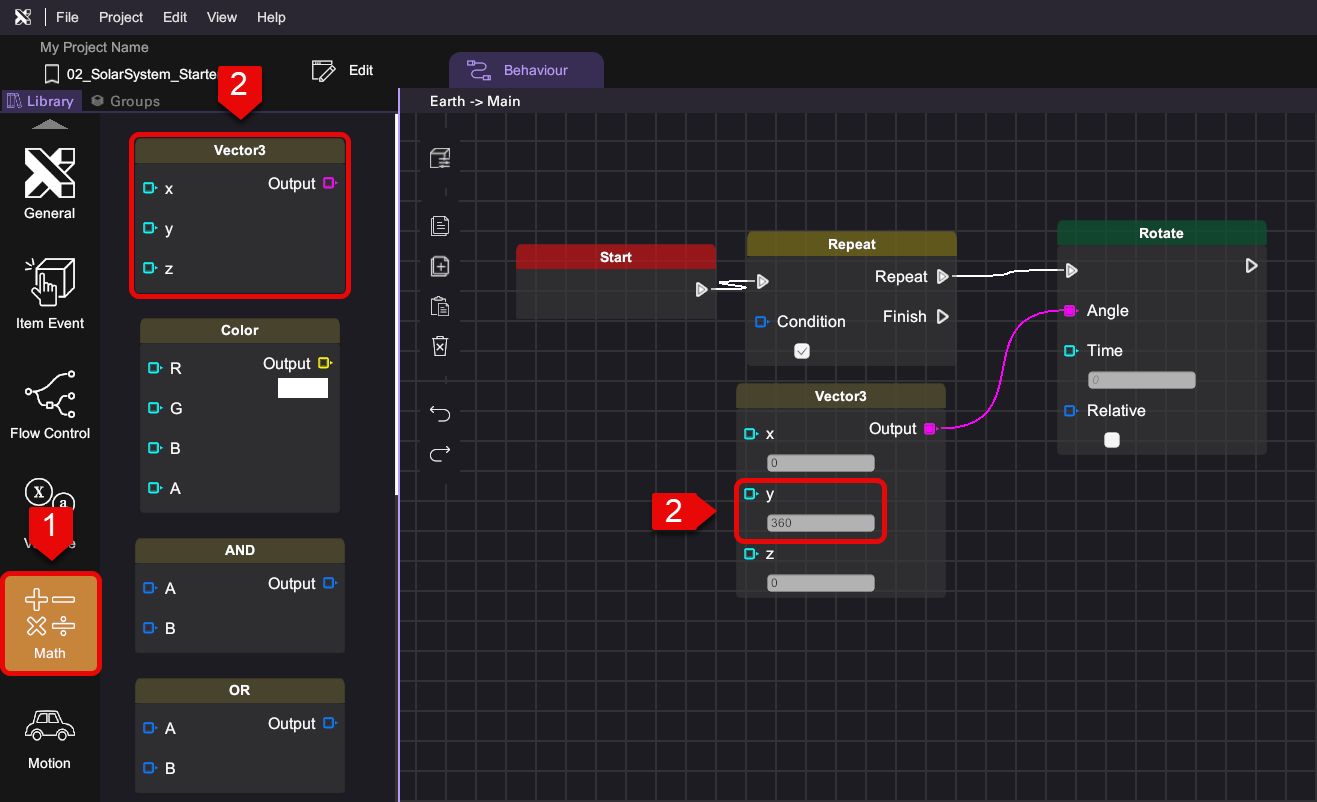 File Project Edit View Help
My Project Name
02_SolarSystem_Starte
Edit
Behaviour
2
Library Groups
Earth -> Main
General
Item Event
Flow Control
1
Math
Motion
Vector3
x Output
y
z
Color
R Output
G
B
A
AND
A Output
B
OR
A Output
B
Start
Repeat
Repeat
Condition Finish
Vector3
x Output
0
2
y
360
z
0
Rotate
Angle
Time
0
Relative